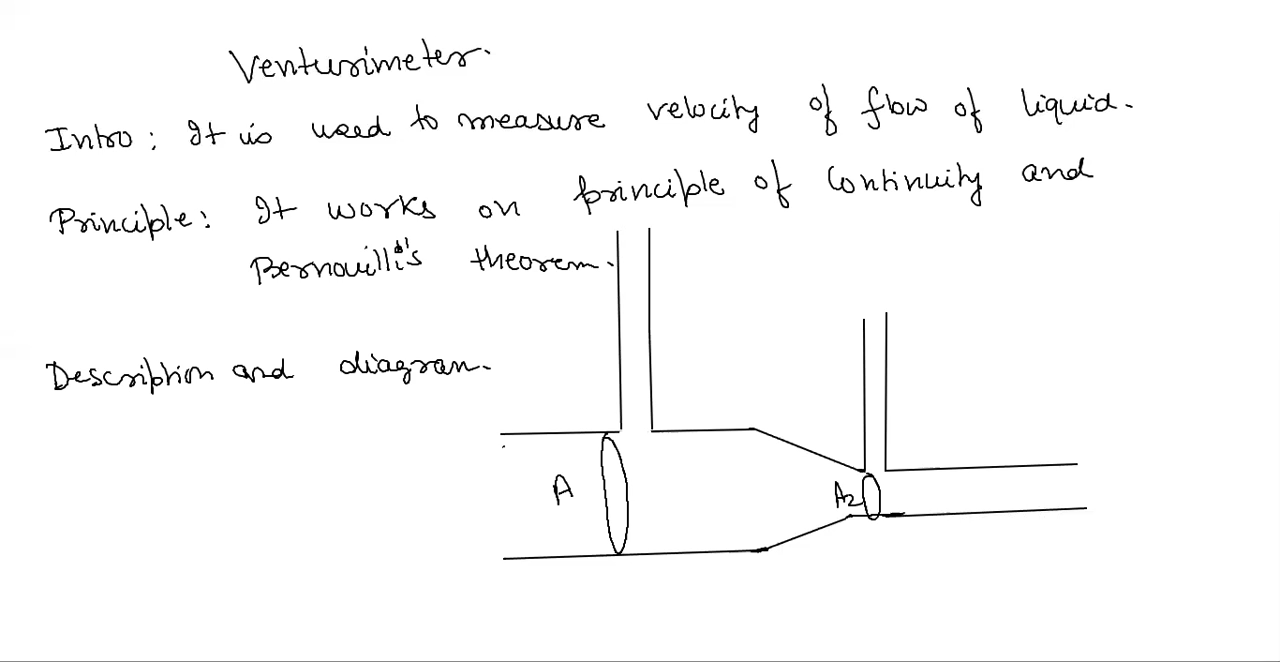 Venturimeter.
Intro: It is used to measure velocity of flow of liquid.
Principle: It works on principle of Continuity and
Bernouilli's theorem.
Description and diagram.
A
A2